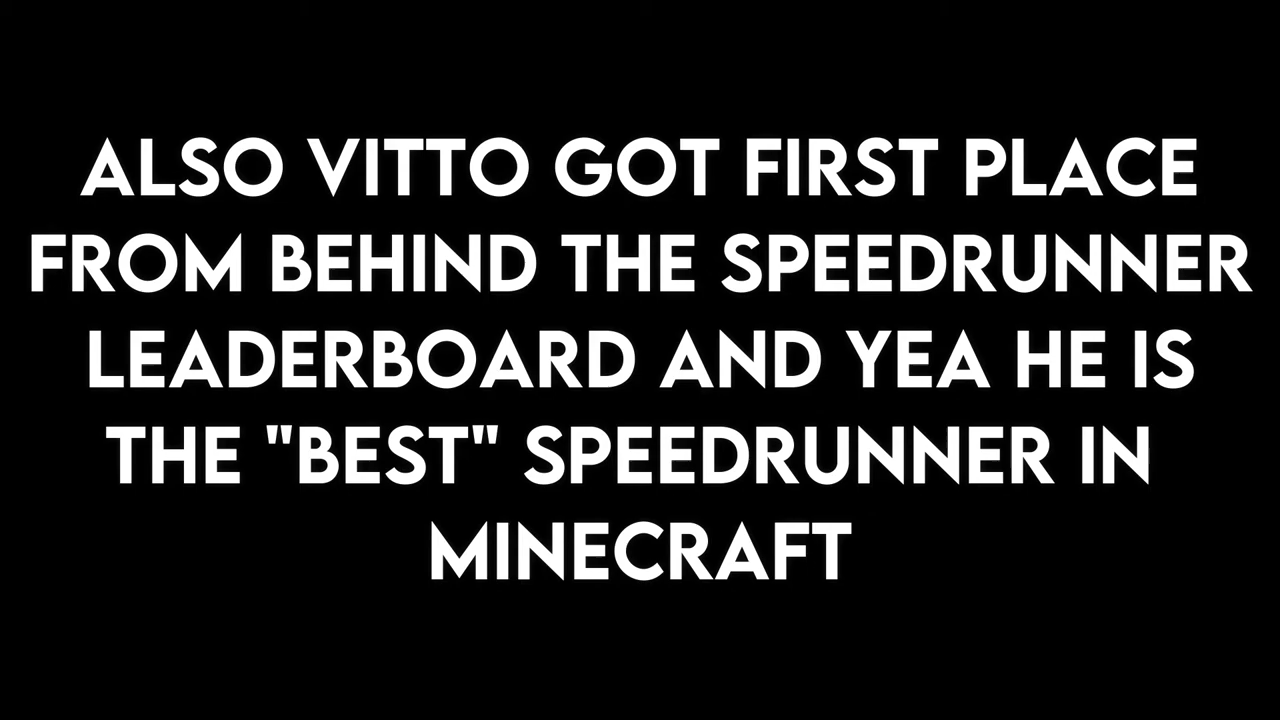 ALSO VITTO GOT FIRST PLACE
FROM BEHIND THE SPEEDRUNNER
LEADERBOARD AND YEA HE IS
THE "BEST" SPEEDRUNNER IN
MINECRAFT